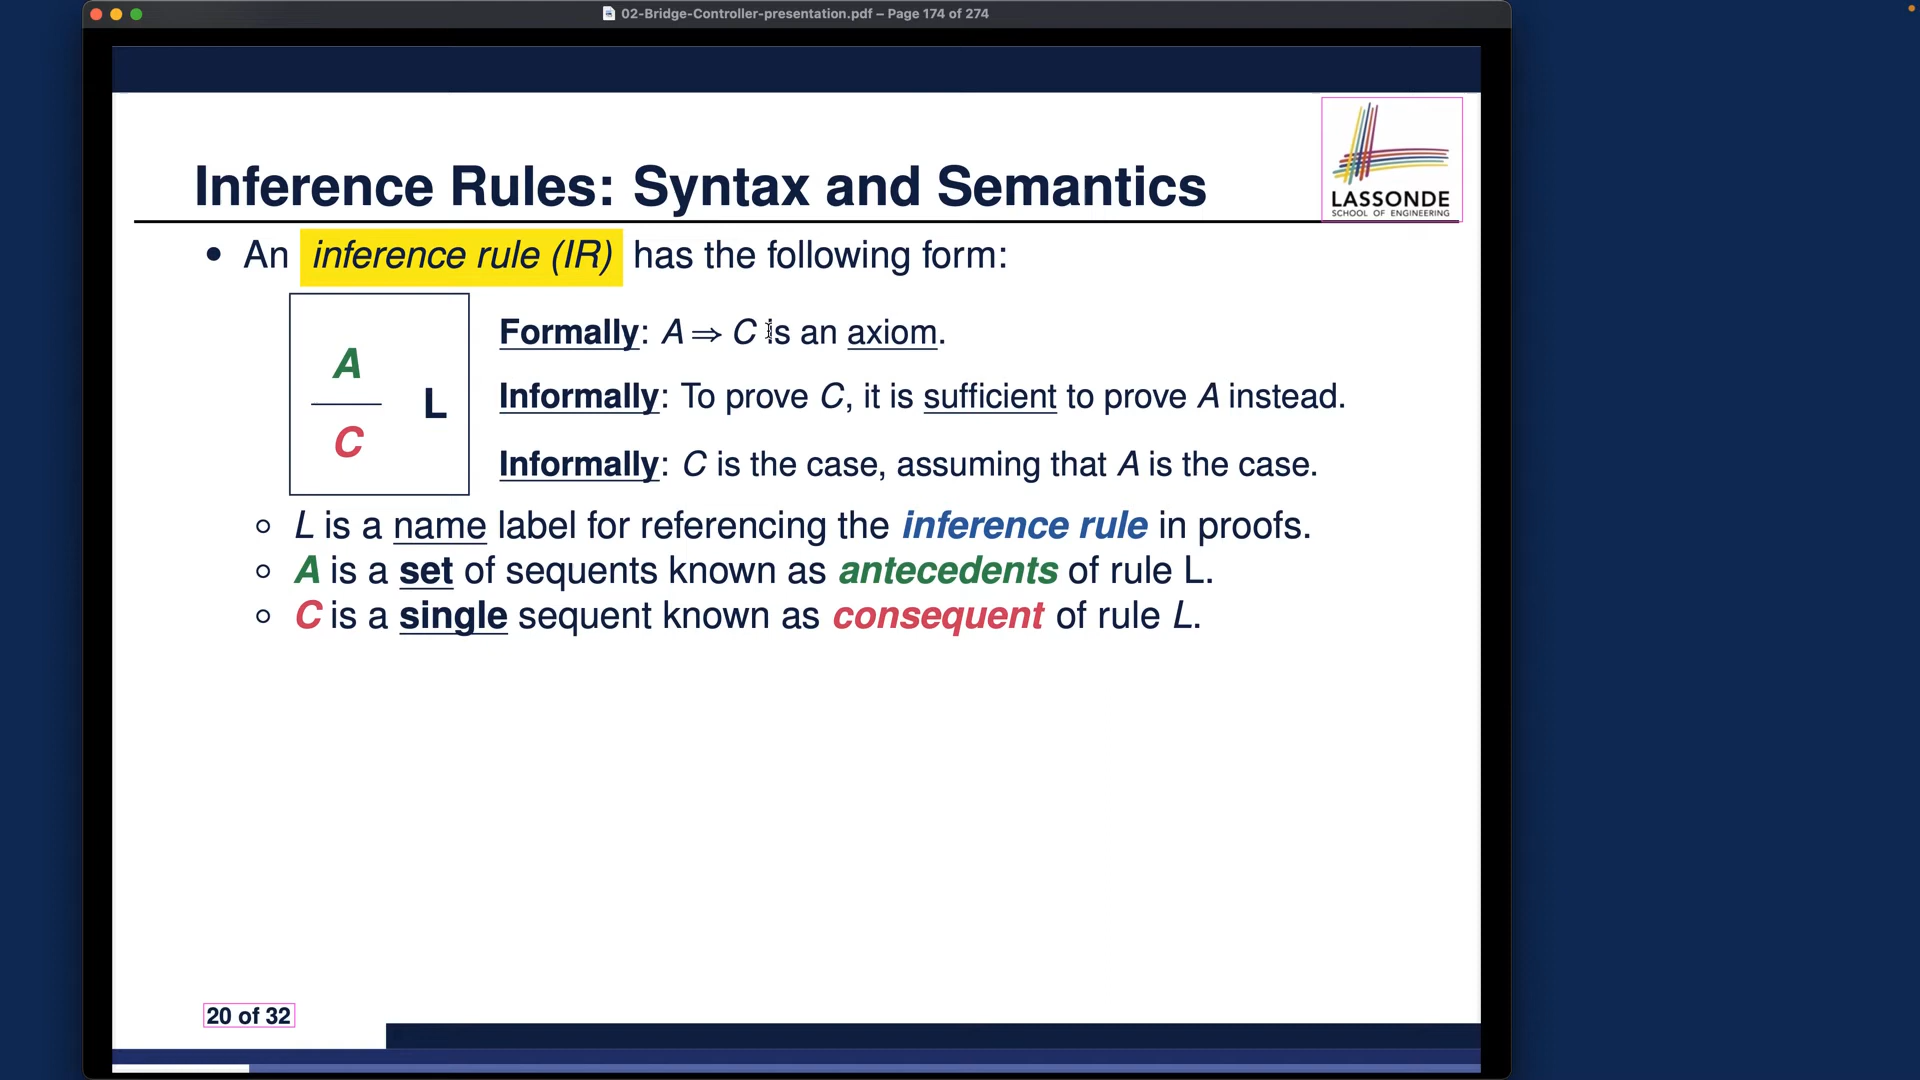 02-Bridge-Controller-presentation.pdf – Page 174 of 274
LASSONDE
SCHOOL OF ENGINEERING
Inference Rules: Syntax and Semantics
• An inference rule (IR) has the following form:
A
C
L
Formally: A ⇒ C is an axiom.
Informally: To prove C, it is sufficient to prove A instead.
Informally: C is the case, assuming that A is the case.
○ L is a name label for referencing the inference rule in proofs.
○ A is a set of sequents known as antecedents of rule L.
○ C is a single sequent known as consequent of rule L.
20 of 32